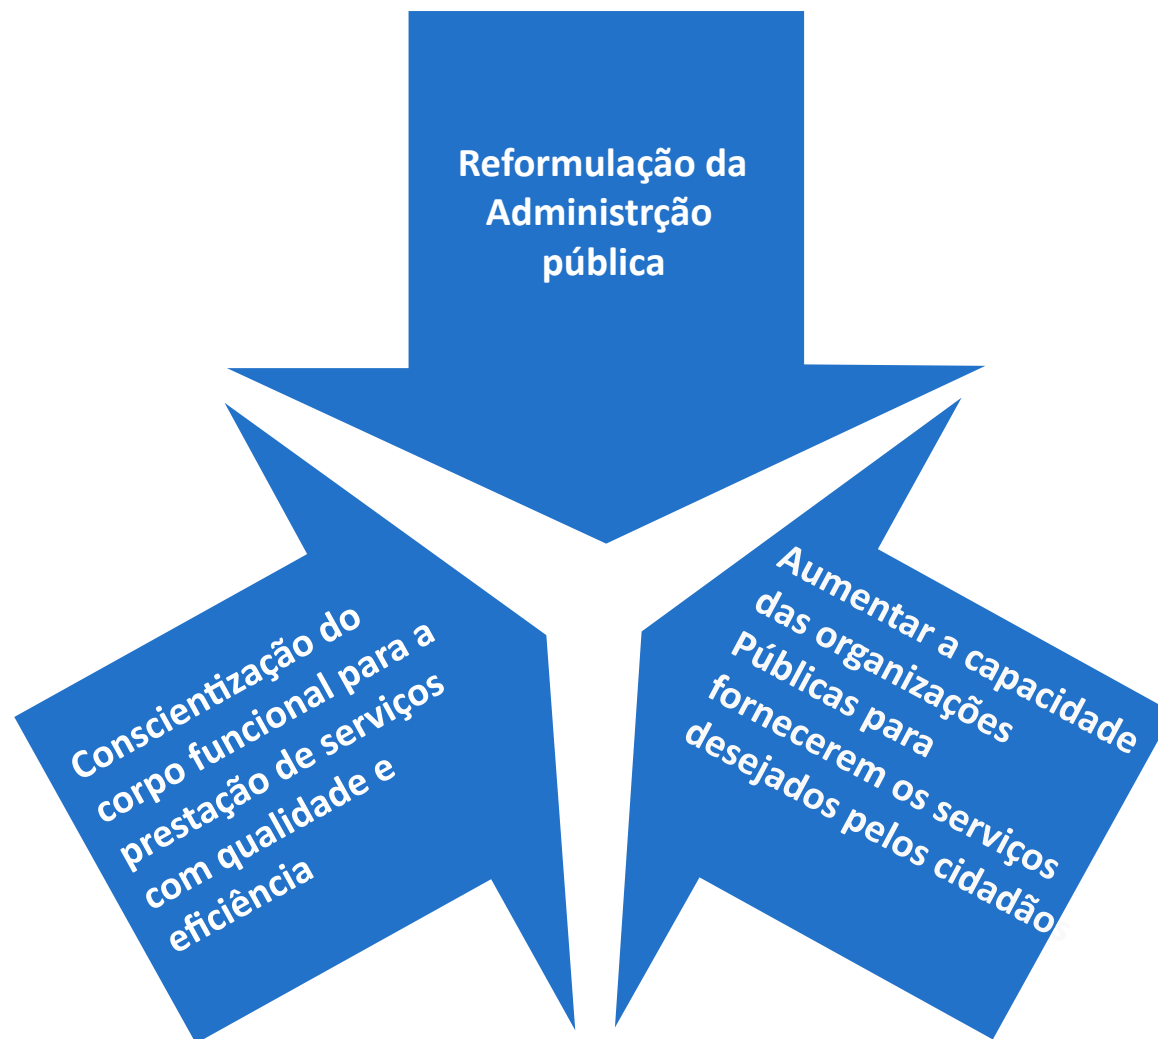 Reformulação da
Administrção
pública
Conscientização do
corpo funcional para a
prestação de serviços
com qualidade e
eficiência
Aumentar a capacidade
das organizações
Públicas para
fornecerem os serviços
desejados pelos cidadãos